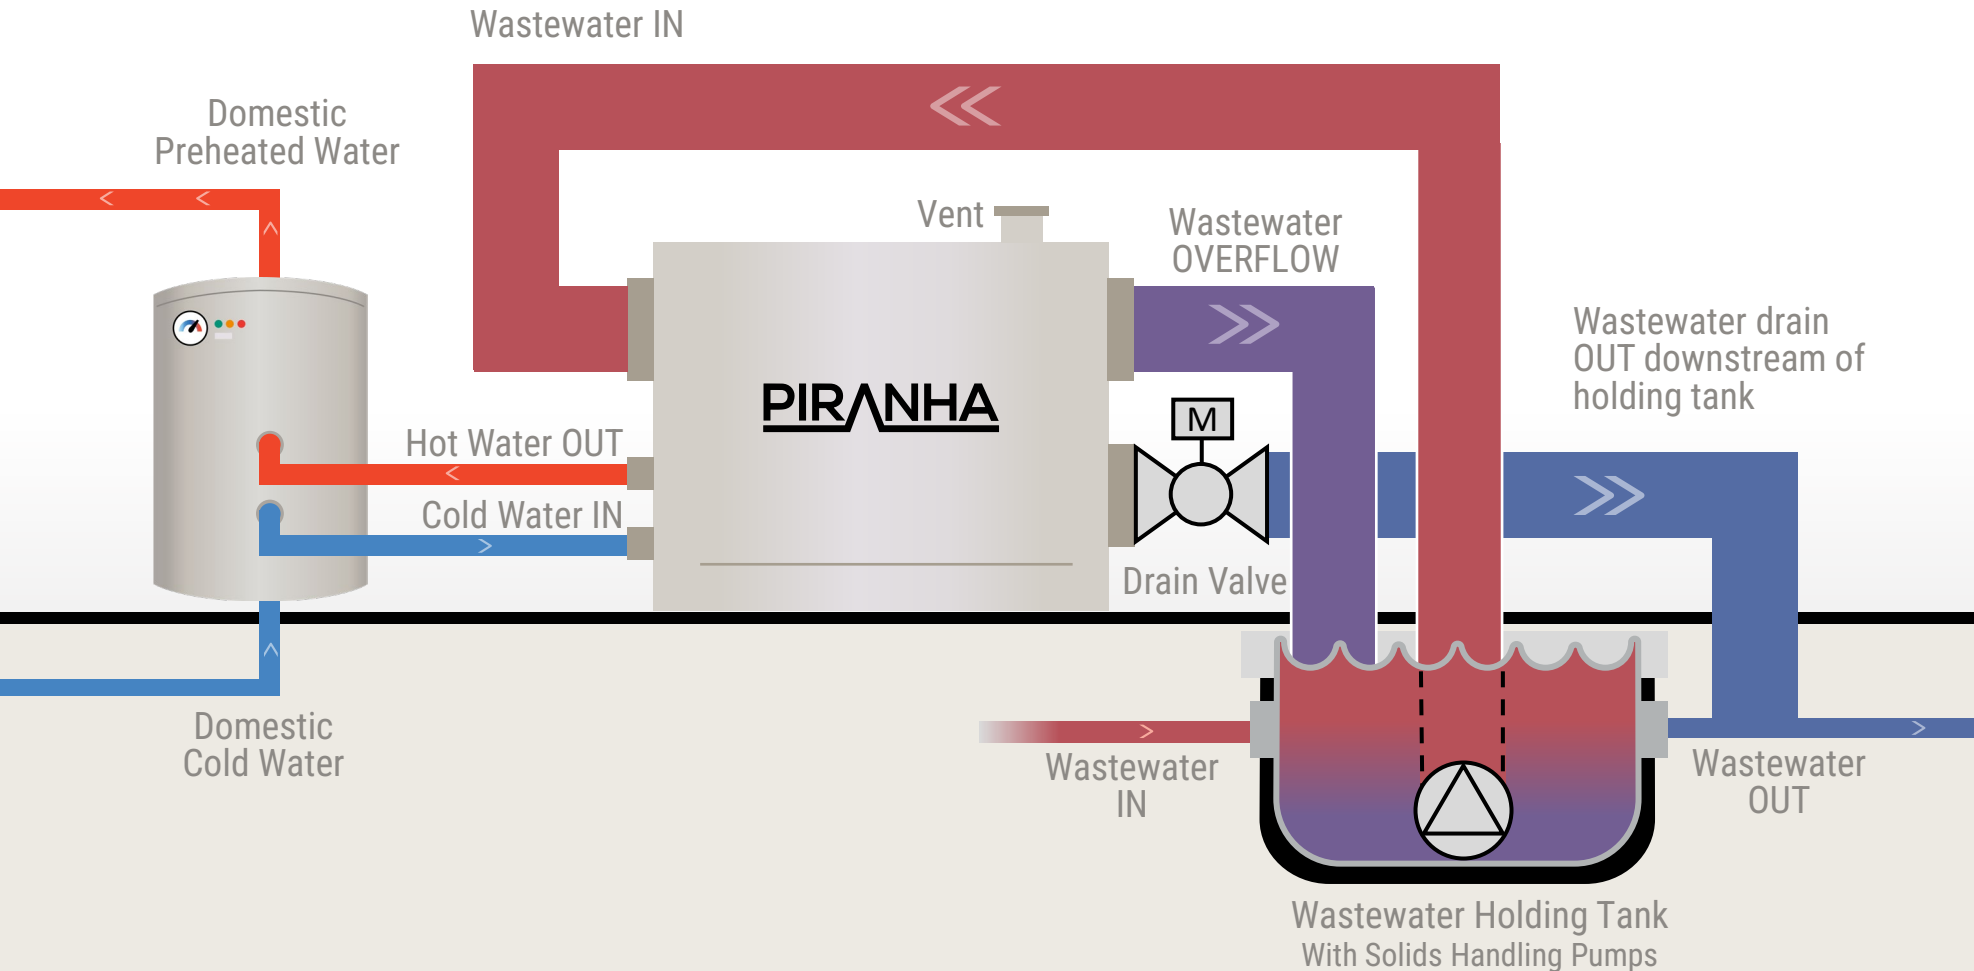 Wastewater IN
Domestic
Preheated Water
Vent
Wastewater
OVERFLOW
Wastewater drain
OUT downstream of
holding tank
PIRANHA
M
Hot Water OUT
Cold Water IN
Drain Valve
Domestic
Cold Water
Wastewater
IN
Wastewater
OUT
Wastewater Holding Tank
With Solids Handling Pumps